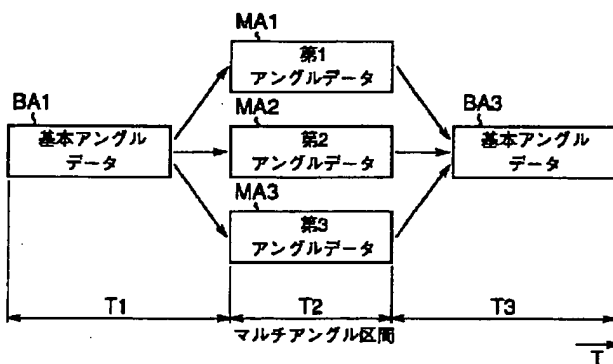 MA1
第1
アングルデータ
BA1
基本アングル
データ
MA2
第2
アングルデータ
BA3
基本アングル
データ
MA3
第3
アングルデータ
T1
T2
T3
マルチアングル区間
T